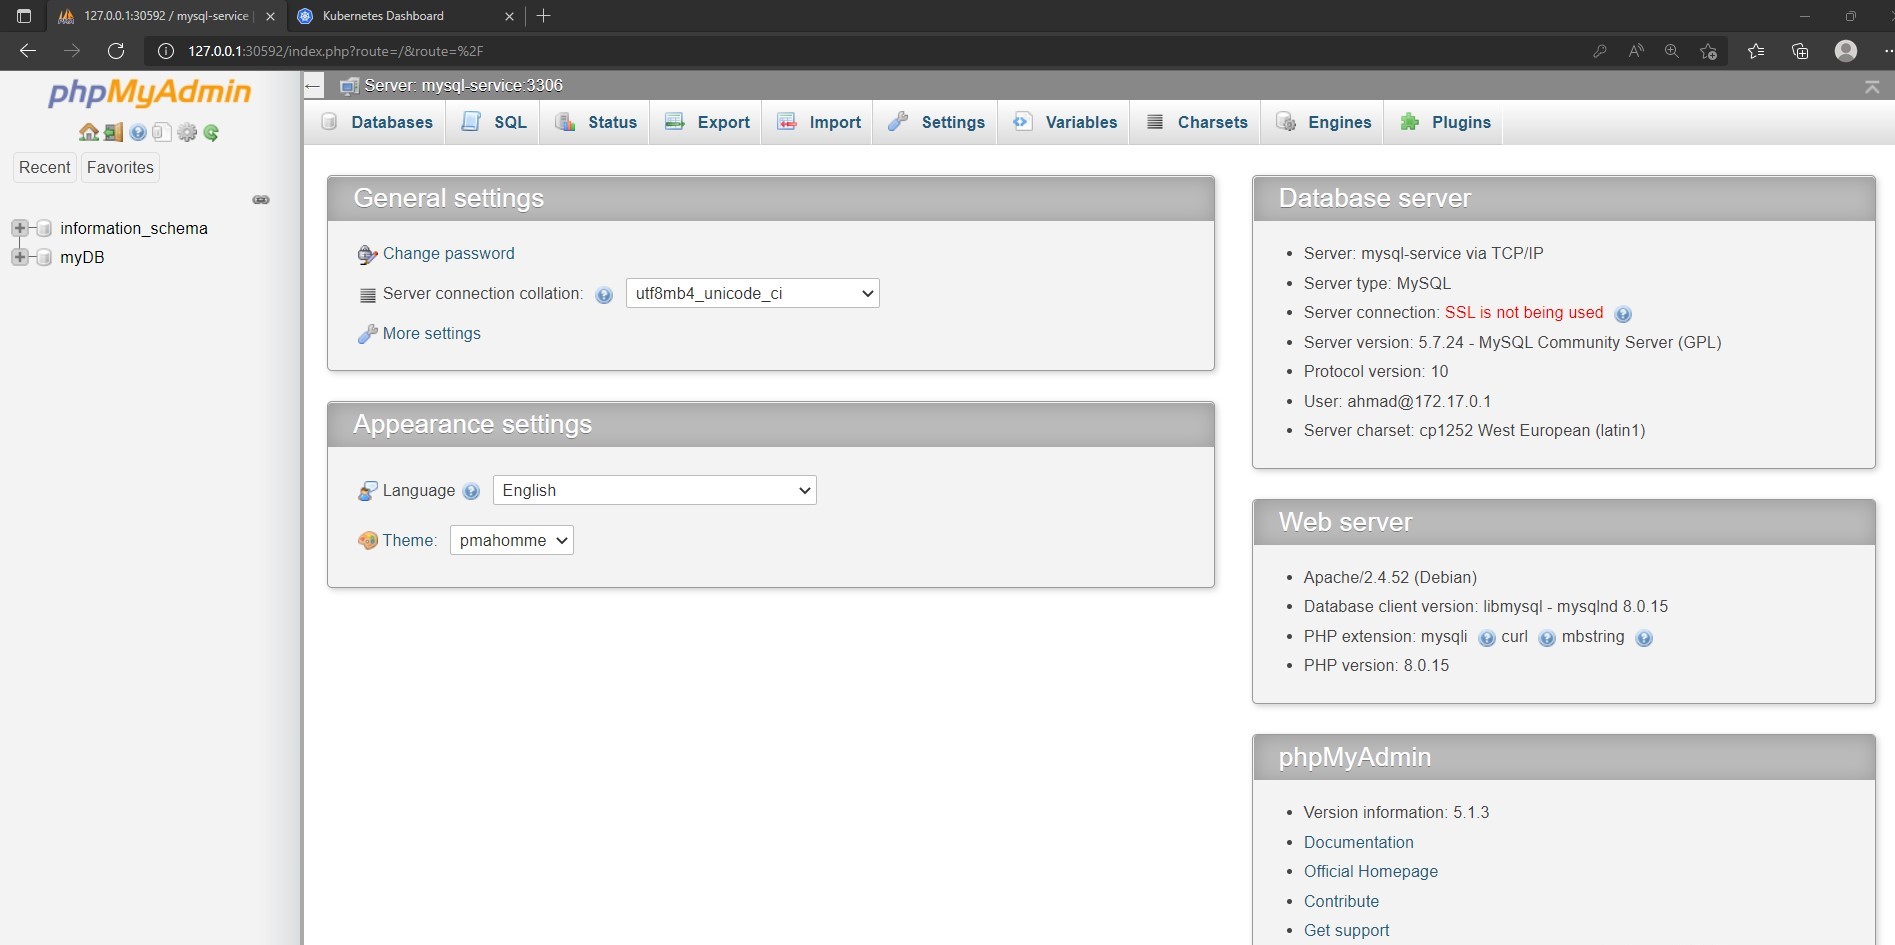 127.0.0.1:30592 / mysql-service |
Kubernetes Dashboard
127.0.0.1:30592/index.php?route=/&route=%2F
phpMyAdmin
Recent
Favorites
information_schema
myDB
Server: mysql-service:3306
Databases
SQL
Status
Export
Import
Settings
Variables
Charsets
Engines
Plugins
General settings
Change password
Server connection collation:
utf8mb4_unicode_ci
More settings
Appearance settings
Language
English
Theme:
pmahomme
Database server
Server: mysql-service via TCP/IP
Server type: MySQL
Server connection: SSL is not being used
Server version: 5.7.24 - MySQL Community Server (GPL)
Protocol version: 10
User: ahmad@172.17.0.1
Server charset: cp1252 West European (latin1)
Web server
Apache/2.4.52 (Debian)
Database client version: libmysql - mysqlnd 8.0.15
PHP extension: mysqli curl mbstring
PHP version: 8.0.15
phpMyAdmin
Version information: 5.1.3
Documentation
Official Homepage
Contribute
Get support